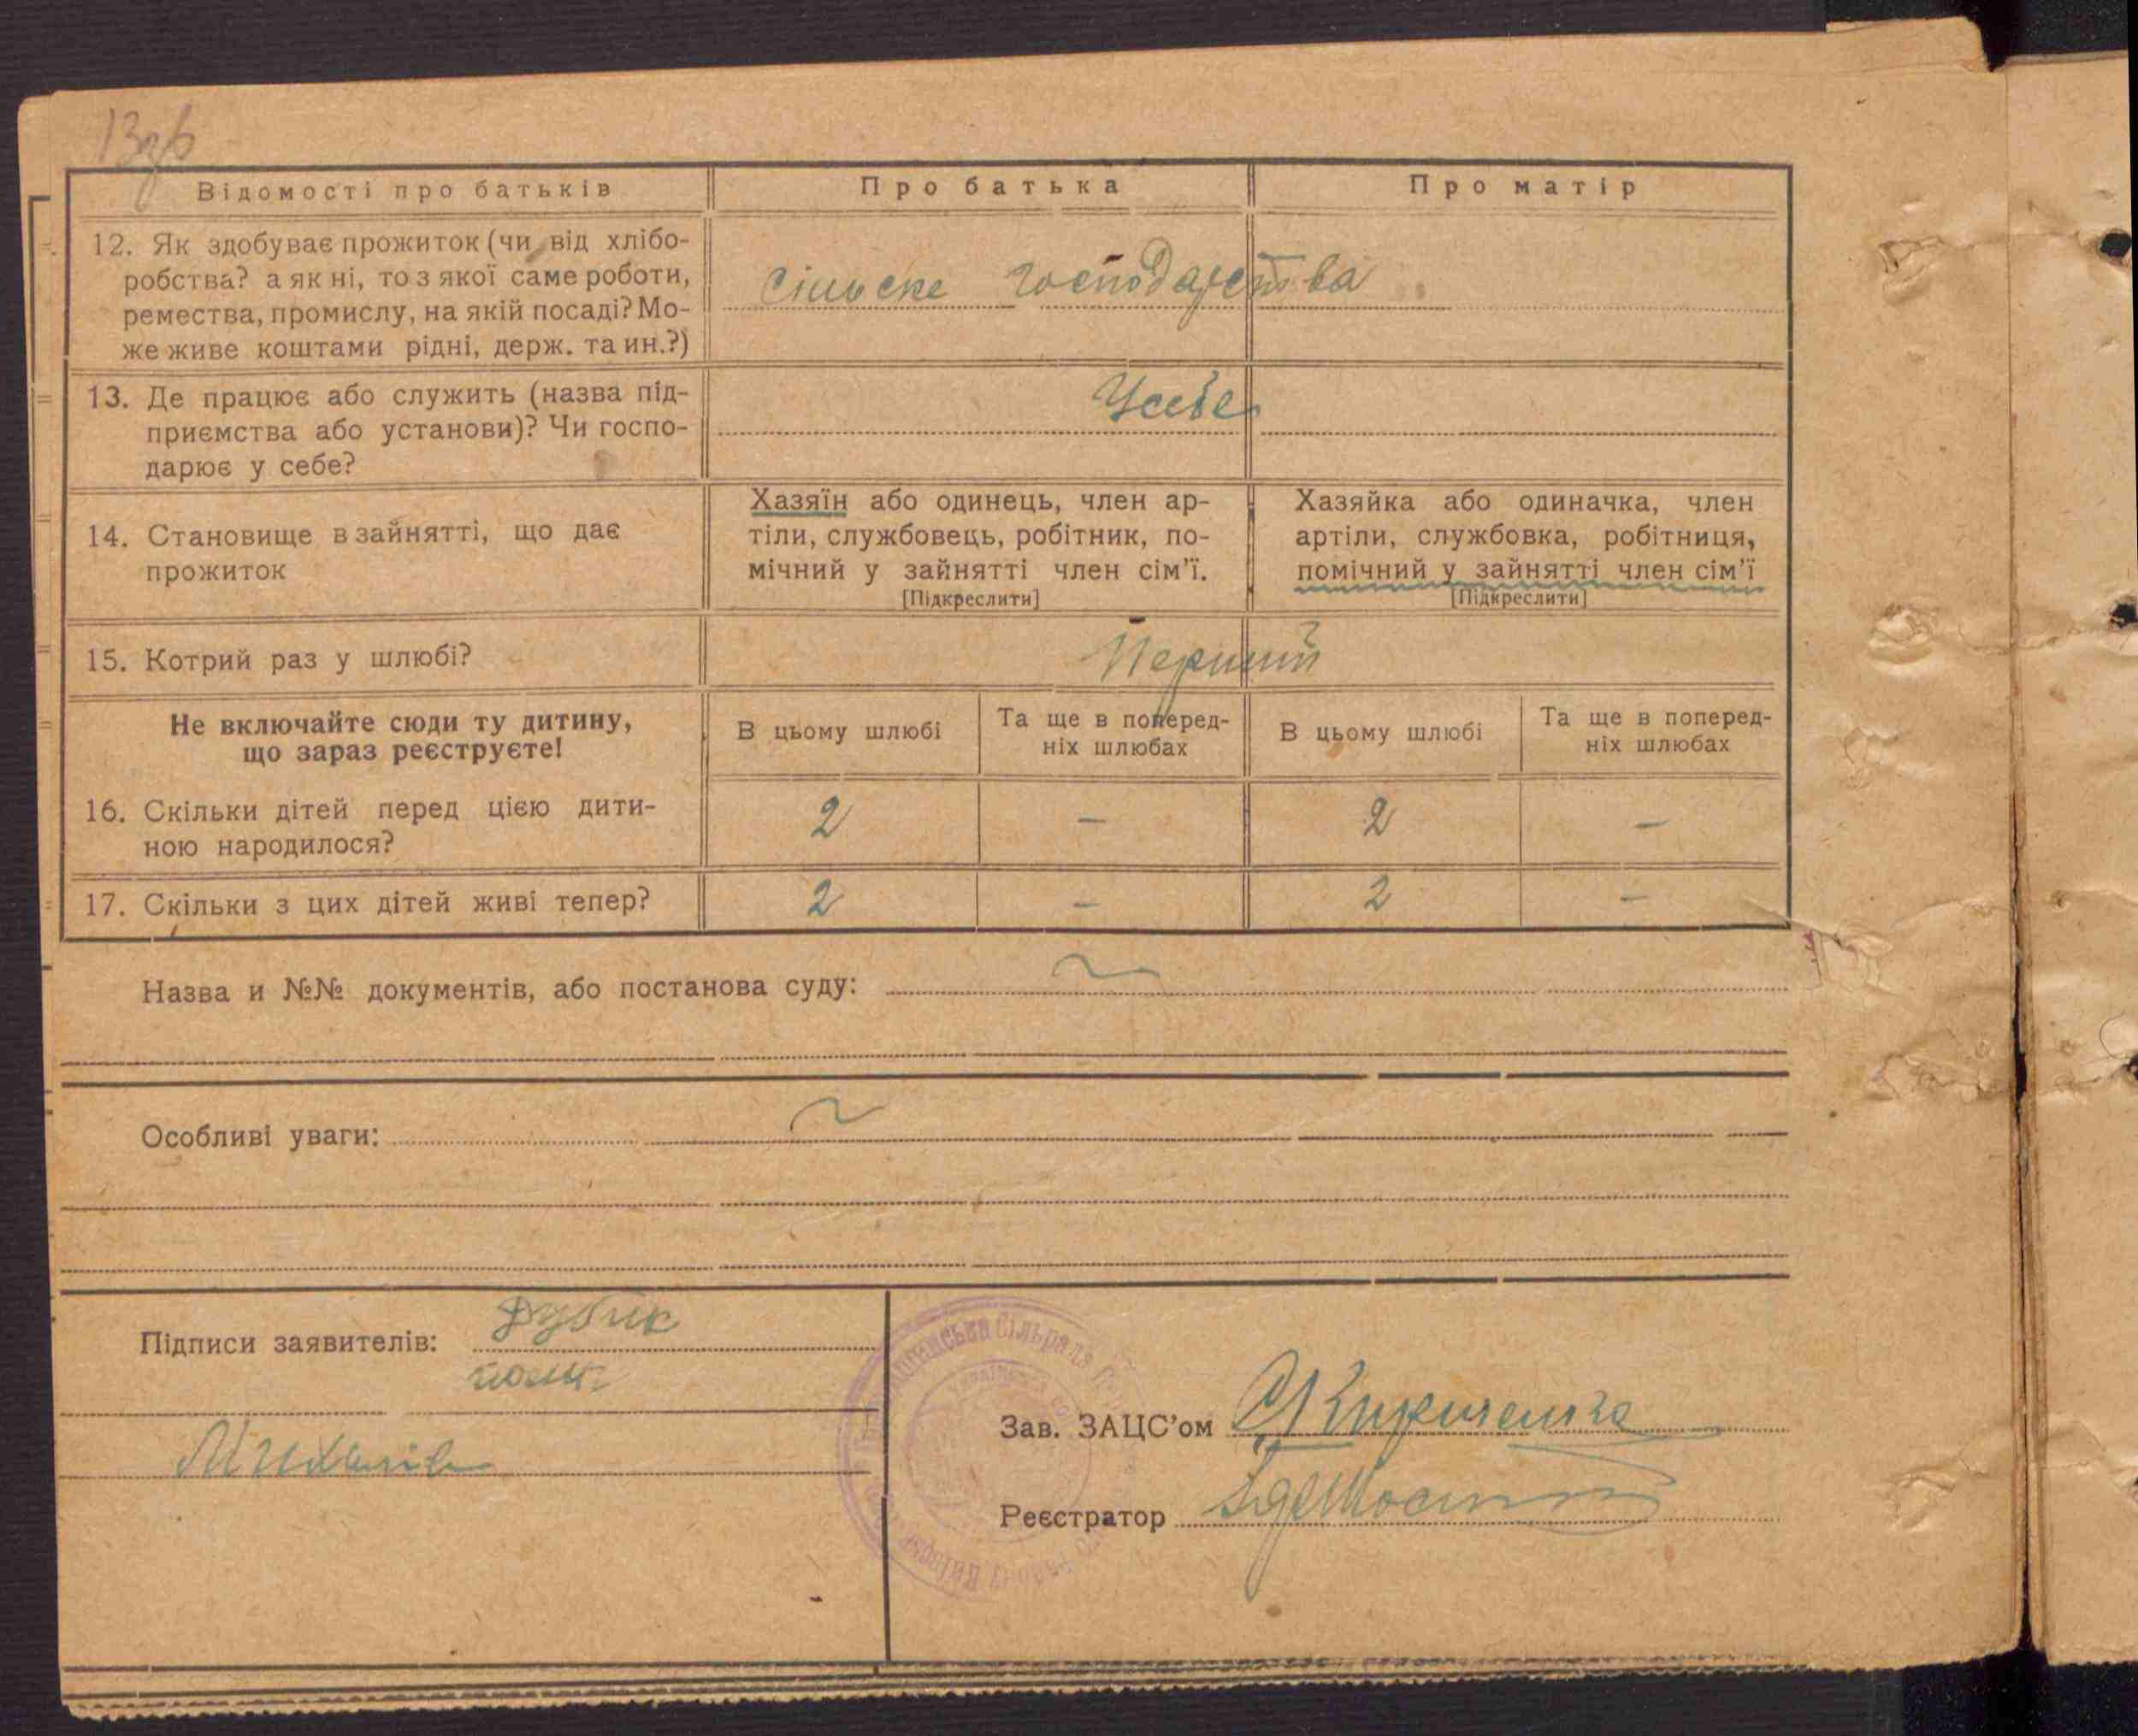 13зв
Відомості про батьків
Про батька
Про матір
12. Як здобуває прожиток (чи від хлібо-
робства? а як ні, то з якої саме роботи,
ремества, промислу, на якій посаді? Мо-
же живе коштами рідні, держ. та ин.?)
господарства
13. Де працює або служить (назва під-
приємства або установи)? Чи госпо-
дарює у себе?
Усебе
14. Становище в зайнятті, що дає
прожиток
Хазяїн або одинець, член ар-
тіли, службовець, робітник, по-
мічний у зайнятті член сім'ї.
[Підкреслити]
Хазяйка або одиначка, член
артіли, службовка, робітниця,
помічний у зайнятті член сім'ї
[Підкреслити]
15. Котрий раз у шлюбі?
Перший
Не включайте сюди ту дитину,
що зараз реєструєте!
В цьому шлюбі
Та ще в поперед-
ніх шлюбах
В цьому шлюбі
Та ще в поперед-
ніх шлюбах
16. Скільки дітей перед цією дити-
ною народилося?
2 — 2 —
17. Скільки з цих дітей живі тепер?
2 — 2 —
Назва и №№ документів, або постанова суду:
Особливі уваги:
Підписи заявителів:
Дубик
Зав. ЗАЦС'ом
Реєстратор